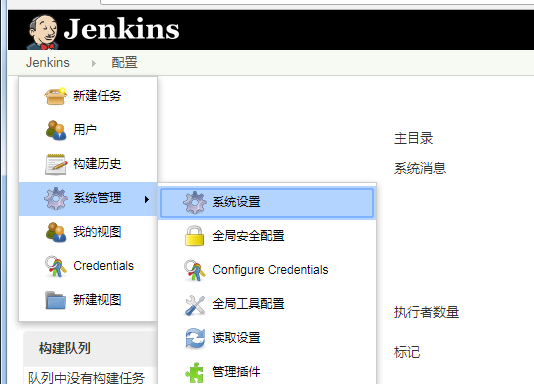 Jenkins
Jenkins 配置
新建任务
用户
构建历史
系统管理
我的视图
Credentials
新建视图
系统设置
全局安全配置
Configure Credentials
全局工具配置
读取设置
管理插件
主目录
系统消息
执行者数量
标记
构建队列
队列中没有构建任务